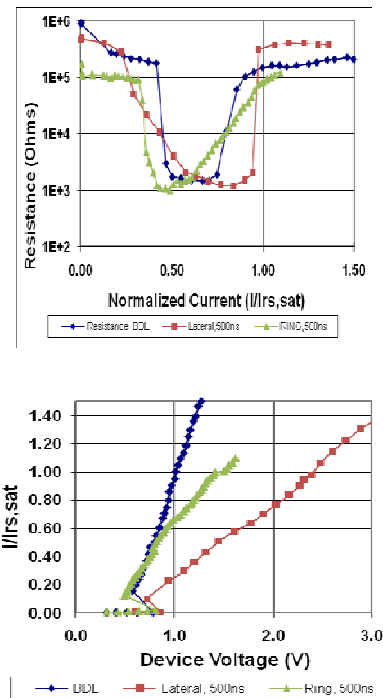 1E+6
1E+5
1E+4
1E+3
1E+2
Resistance (Ohms)
0.00 0.50 1.00 1.50
Normalized Current (I/Irs,sat)
Resistance BDL Lateral,500ns RING,500ns
1.40
1.20
1.00
0.80
0.60
0.40
0.20
0.00
I/Irs,sat
0.0 1.0 2.0 3.0
Device Voltage (V)
BDL Lateral, 500ns Ring, 500ns